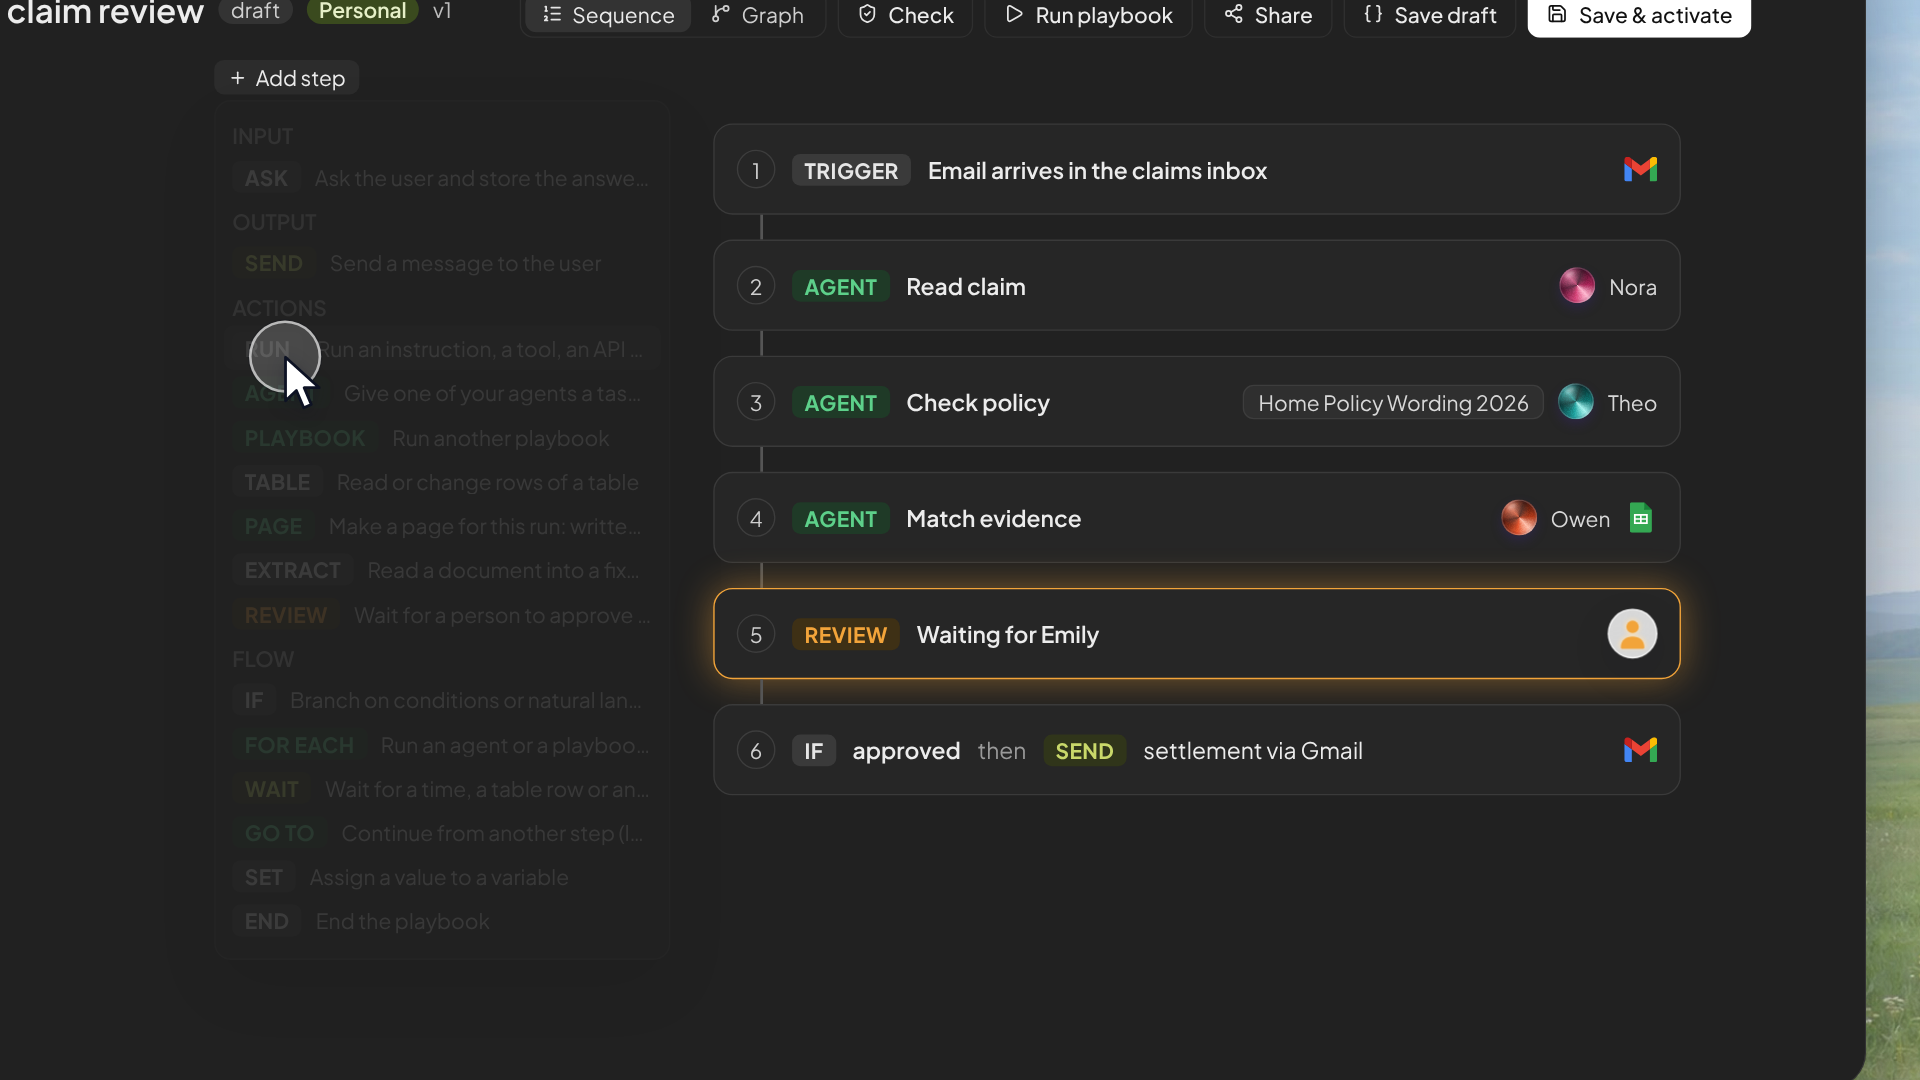 claim review draft Personal v1 Sequence Graph Check Run playbook Share Save draft Save & activate
+ Add step
INPUT
ASK Ask the user and store the answe...
OUTPUT
SEND Send a message to the user
ACTIONS
RUN Run an instruction, a tool, an API ...
AGENT Give one of your agents a tas...
PLAYBOOK Run another playbook
TABLE Read or change rows of a table
PAGE Make a page for this run: writte...
EXTRACT Read a document into a fix...
REVIEW Wait for a person to approve ...
FLOW
IF Branch on conditions or natural lan...
FOR EACH Run an agent or a playboo...
WAIT Wait for a time, a table row or an...
GO TO Continue from another step (I...
SET Assign a value to a variable
END End the playbook
1 TRIGGER Email arrives in the claims inbox
2 AGENT Read claim Nora
3 AGENT Check policy Home Policy Wording 2026 Theo
4 AGENT Match evidence Owen
5 REVIEW Waiting for Emily
6 IF approved then SEND settlement via Gmail